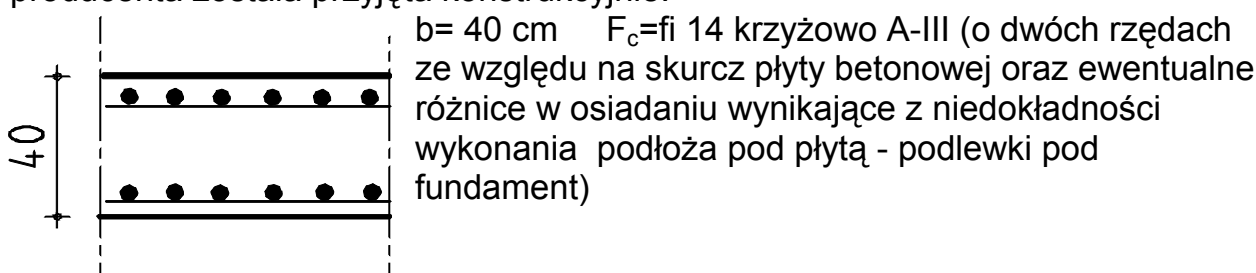 producenta została przyjęta konstrukcyjnie.
b= 40 cm F_c=fi 14 krzyżowo A-III (o dwóch rzędach
ze względu na skurcz płyty betonowej oraz ewentualne
różnice w osiadaniu wynikające z niedokładności
wykonania podłoża pod płytą - podlewki pod
fundament)
40